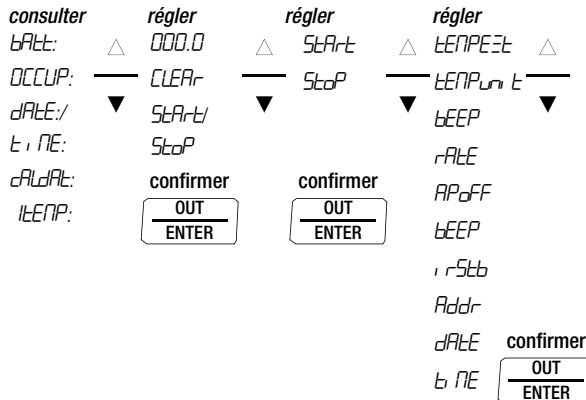 consulter
bAtt:
OCCUP:
dAtE:/
tiME:
cALdAt:
ItEMP:
régler
000.0
CLEAr
StArt/
StoP
confirmer
OUT
ENTER
régler
StArt
StoP
confirmer
OUT
ENTER
régler
tEMPunit
bEEP
rAtE
APoFF
bEEP
irStb
Addr
dAtE
tiME
confirmer
OUT
ENTER